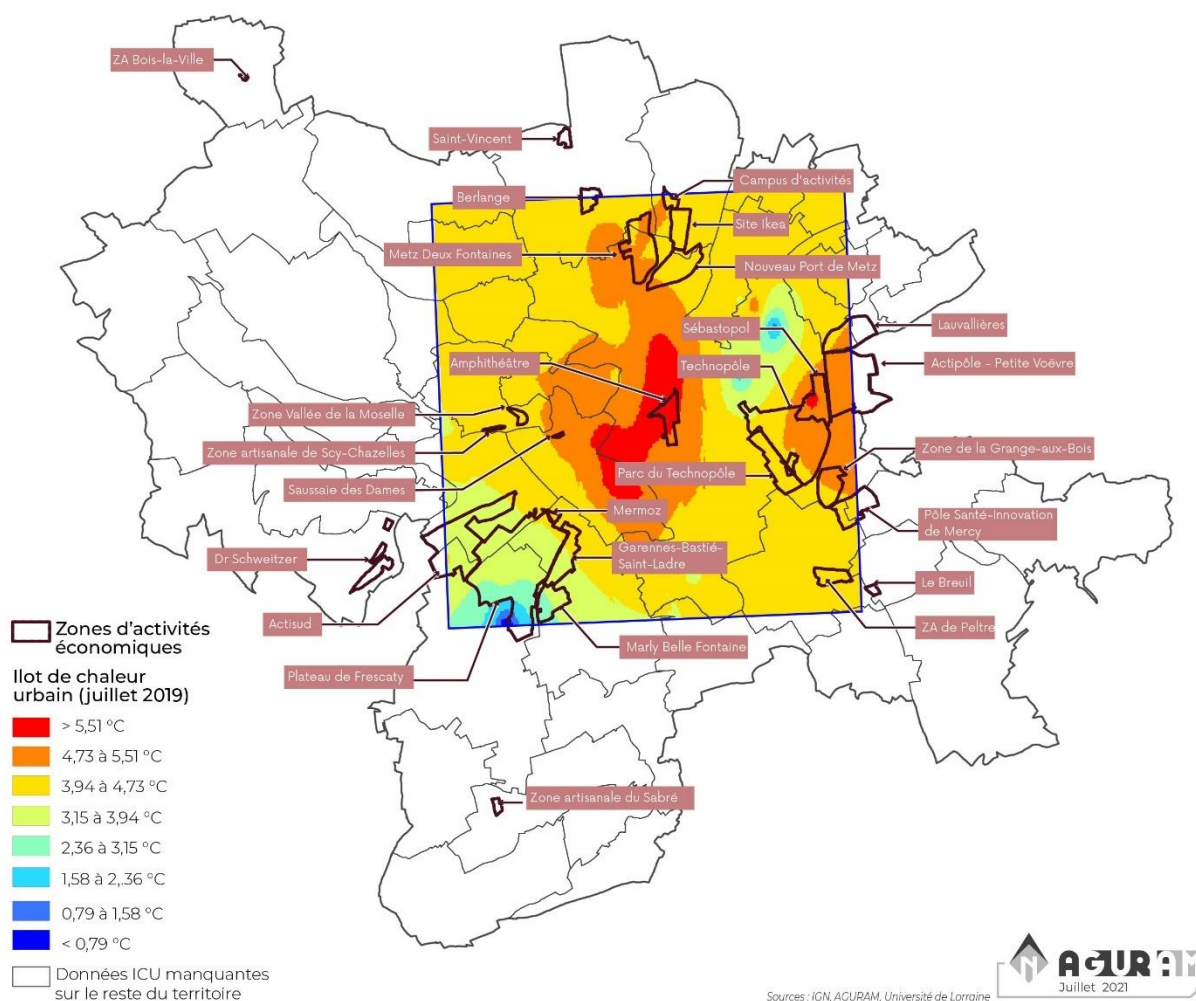 ZA Bois-la-Ville
Saint-Vincent
Campus d'activités
Berlange
Site Ikea
Metz Deux Fontaines
Nouveau Port de Metz
Lauvallières
Sébastopol
Amphithéâtre
Technopôle
Actipôle - Petite Voëvre
Zone Vallée de la Moselle
Zone artisanale de Scy-Chazelles
Zone de la Grange-aux-Bois
Saussaie des Dames
Parc du Technopôle
Mermoz
Pôle Santé-Innovation
de Mercy
Dr Schweitzer
Garennes-Bastié-
Saint-Ladre
Le Breuil
Actisud
ZA de Peltre
Marly Belle Fontaine
Plateau de Frescaty
Zone artisanale du Sabré
Zones d'activités
économiques
Ilot de chaleur
urbain (juillet 2019)
> 5,51 °C
4,73 à 5,51 °C
3,94 à 4,73 °C
3,15 à 3,94 °C
2,36 à 3,15 °C
1,58 à 2,.36 °C
0,79 à 1,58 °C
< 0,79 °C
Données ICU manquantes
sur le reste du territoire
N
AGURAM
Juillet 2021
Sources : IGN, AGURAM, Université de Lorraine